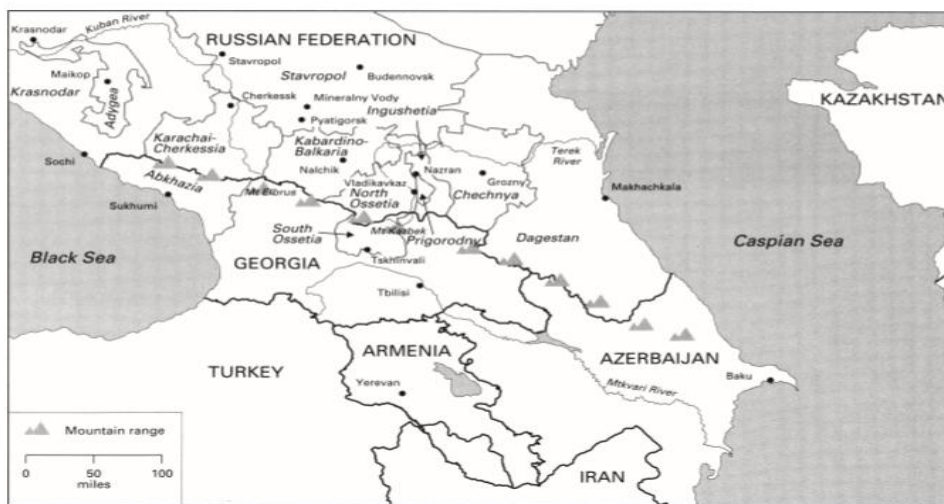 Krasnodar
Kuban River
RUSSIAN FEDERATION
Stavropol
Stavropol
Budennovsk
Maikop
Krasnodar
Adygea
Cherkessk
Mineralny Vody
Ingushetia
Pyatigorsk
KAZAKHSTAN
Karachai-
Cherkessia
Kabardino-
Balkaria
Nalchik
Nazran
Terek
River
Sochi
Abkhazia
Mt Elbrus
Vladikavkaz
North
Ossetia
Grozny
Chechnya
Makhachkala
Sukhumi
South
Ossetia
Mt Kazbek
Prigorodny
Dagestan
Caspian Sea
Black Sea
GEORGIA
Tskhinvali
Tbilisi
ARMENIA
AZERBAIJAN
TURKEY
Yerevan
Mtkvari River
Baku
Mountain range
0 50 100
miles
IRAN